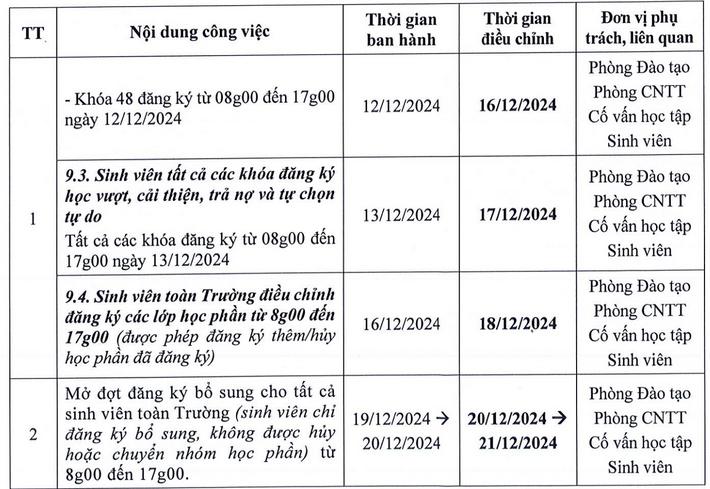 TT
Nội dung công việc
Thời gian
ban hành
Thời gian
điều chỉnh
Đơn vị phụ
trách, liên quan
1
- Khóa 48 đăng ký từ 08g00 đến 17g00
ngày 12/12/2024
12/12/2024
16/12/2024
Phòng Đào tạo
Phòng CNTT
Cố vấn học tập
Sinh viên
9.3. Sinh viên tất cả các khóa đăng ký
học vượt, cải thiện, trả nợ và tự chọn
tự do
Tất cả các khóa đăng ký từ 08g00 đến
17g00 ngày 13/12/2024
13/12/2024
17/12/2024
Phòng Đào tạo
Phòng CNTT
Cố vấn học tập
Sinh viên
9.4. Sinh viên toàn Trường điều chỉnh
đăng ký các lớp học phần từ 8g00 đến
17g00 (được phép đăng ký thêm/hủy
học phần đã đăng ký)
16/12/2024
18/12/2024
Phòng Đào tạo
Phòng CNTT
Cố vấn học tập
Sinh viên
2
Mở đợt đăng ký bổ sung cho tất cả
sinh viên toàn Trường (sinh viên chỉ
đăng ký bổ sung, không được hủy
hoặc chuyển nhóm học phần) từ
8g00 đến 17g00.
19/12/2024 →
20/12/2024
20/12/2024 →
21/12/2024
Phòng Đào tạo
Phòng CNTT
Cố vấn học tập
Sinh viên